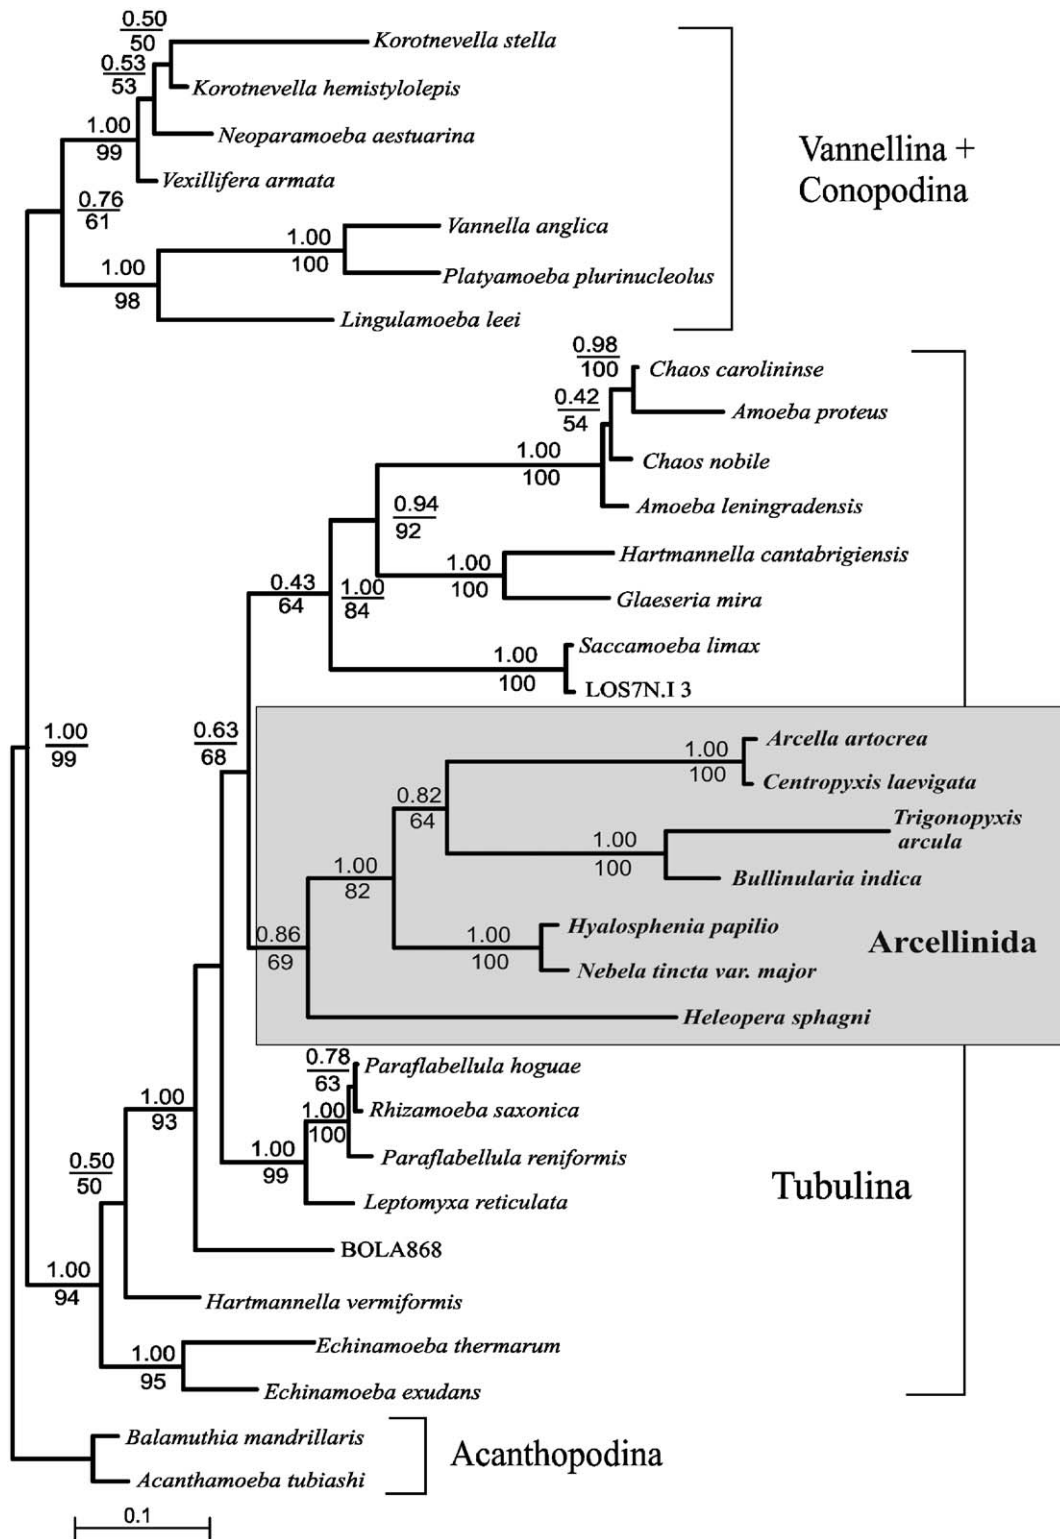 0.50
50
Korotnevella stella
0.53
53
Korotnevella hemistylolepis
1.00
99
Neoparamoeba aestuarina
Vexillifera armata
Vannellina +
Conopodina
0.76
61
Vannella anglica
1.00
100
Platyamoeba plurinucleolus
1.00
98
Lingulamoeba leei
0.98
100
Chaos carolininse
0.42
54
Amoeba proteus
1.00
100
Chaos nobile
Amoeba leningradensis
0.94
92
Hartmannella cantabrigiensis
1.00
100
Glaeseria mira
0.43
64
1.00
84
Saccamoeba limax
1.00
100
LOS7N.I 3
0.63
68
1.00
99
Arcella artocrea
1.00
100
Centropyxis laevigata
0.82
64
Trigonopyxis
arcula
1.00
100
Bullinularia indica
1.00
82
Hyalosphenia papilio
1.00
100
Nebela tincta var. major
Arcellinida
0.86
69
Heleopera sphagni
0.78
63
Paraflabellula hoguae
Rhizamoeba saxonica
1.00
100
Paraflabellula reniformis
1.00
99
Leptomyxa reticulata
1.00
93
Tubulina
0.50
50
BOLA868
1.00
94
Hartmannella vermiformis
Echinamoeba thermarum
1.00
95
Echinamoeba exudans
Balamuthia mandrillaris
Acanthamoeba tubiashi
Acanthopodina
0.1